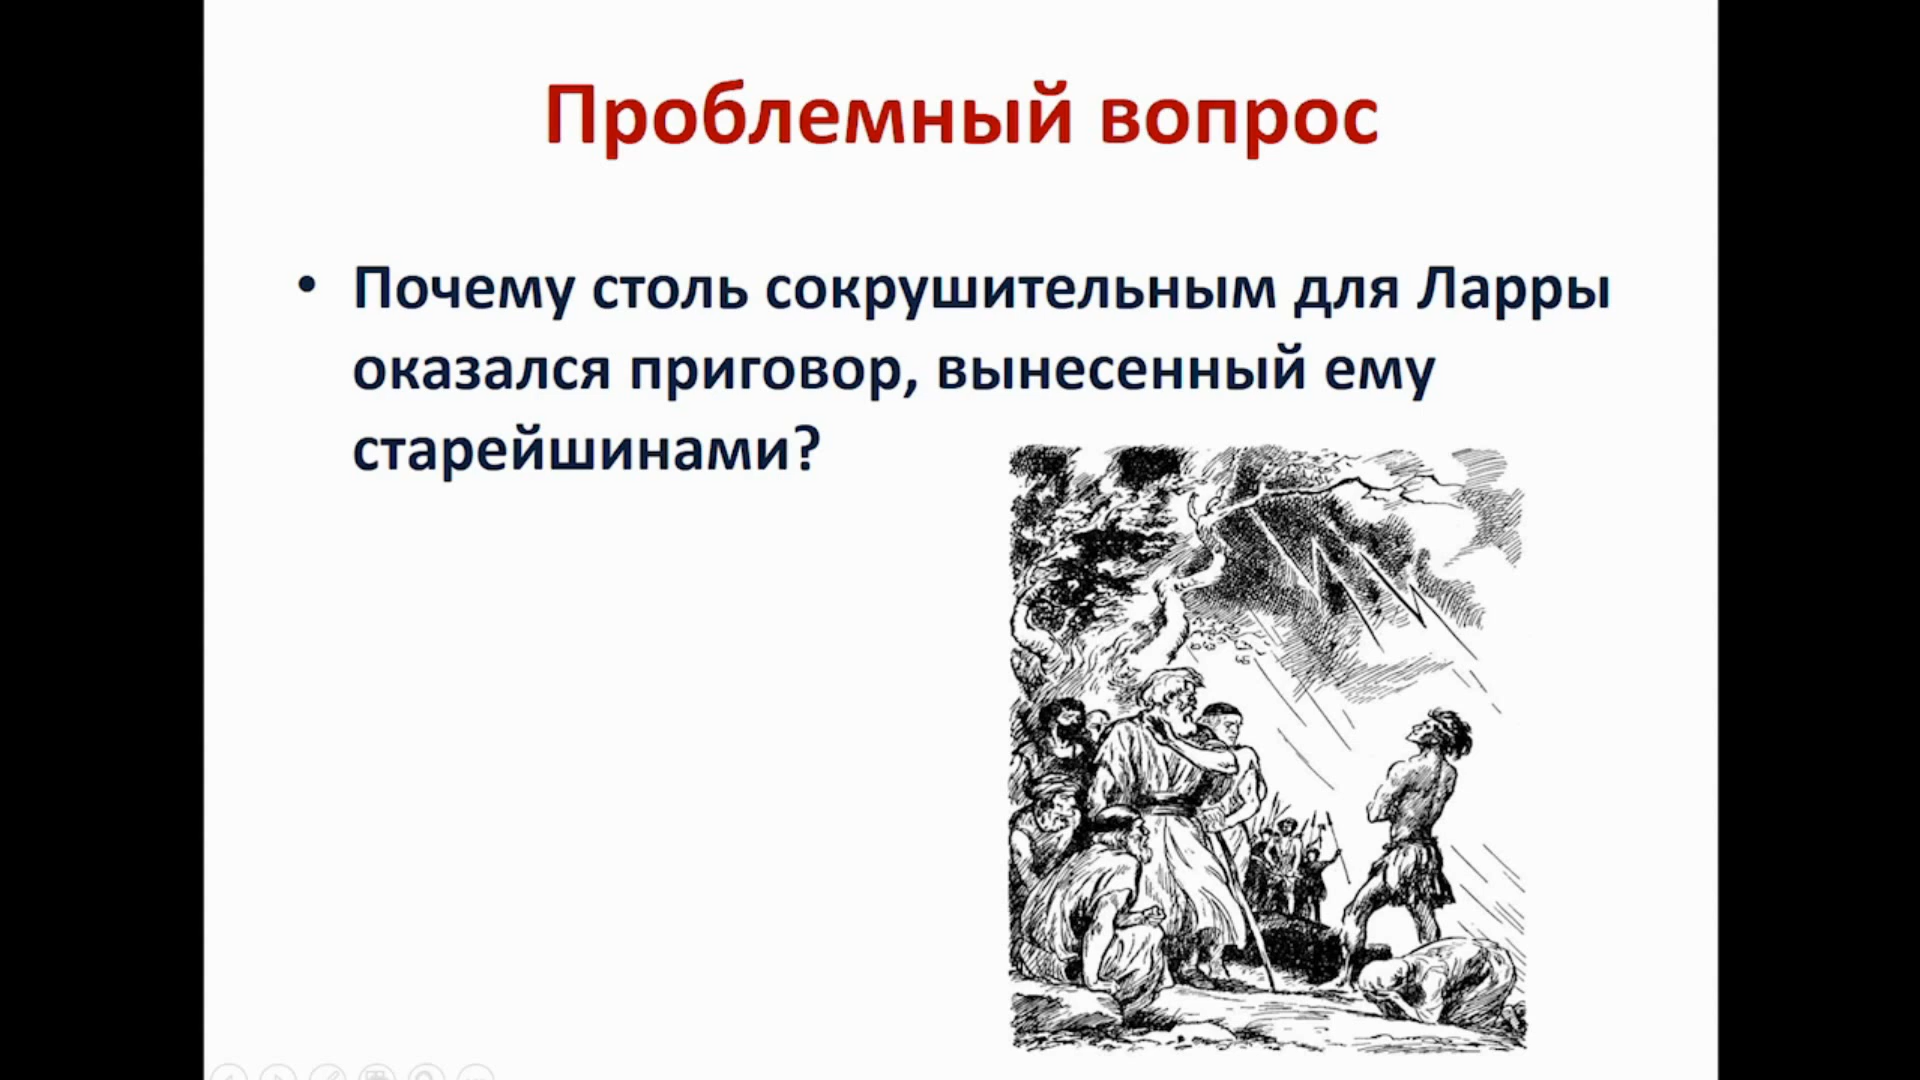 Проблемный вопрос
• Почему столь сокрушительным для Ларры
оказался приговор, вынесенный ему
старейшинами?